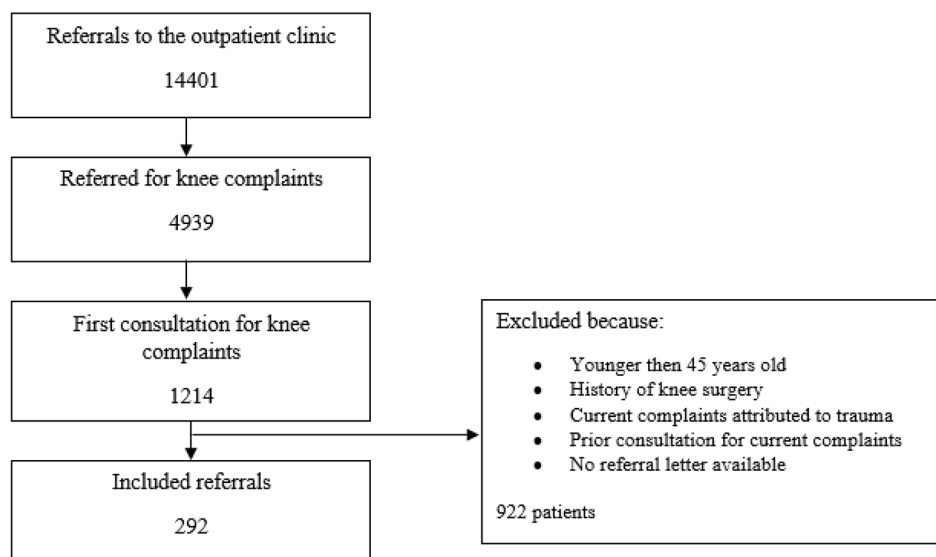 Referrals to the outpatient clinic
14401
Referred for knee complaints
4939
First consultation for knee
complaints
1214
Excluded because:
• Younger then 45 years old
• History of knee surgery
• Current complaints attributed to trauma
• Prior consultation for current complaints
• No referral letter available
922 patients
Included referrals
292